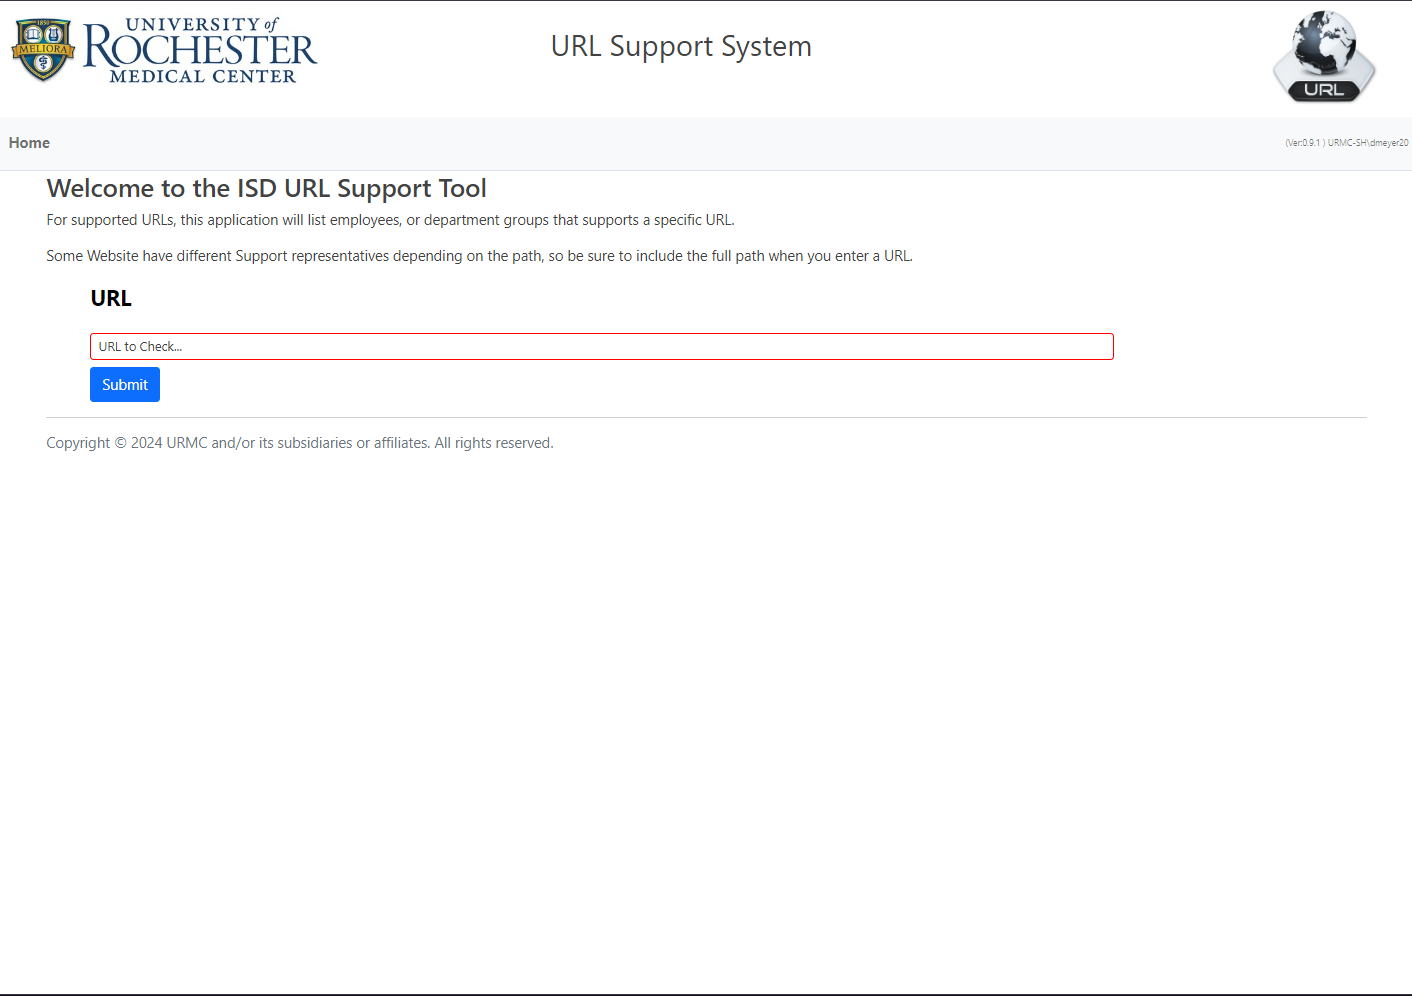 1850
MELIORA
UNIVERSITY of
ROCHESTER
MEDICAL CENTER
URL Support System
URL
Home
(Ver:0.9.1 ) URMC-SH\dmeyer20
Welcome to the ISD URL Support Tool
For supported URLs, this application will list employees, or department groups that supports a specific URL.
Some Website have different Support representatives depending on the path, so be sure to include the full path when you enter a URL.
URL
URL to Check...
Submit
Copyright © 2024 URMC and/or its subsidiaries or affiliates. All rights reserved.